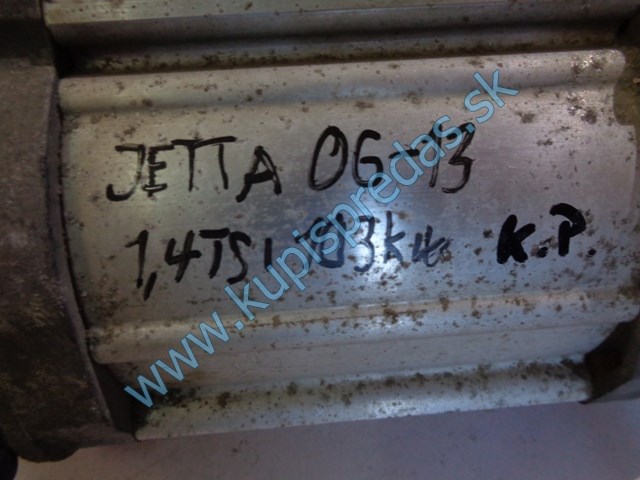 JETTA 06-13
1,4TSI 103kW K.P.
www.kupispredas.sk